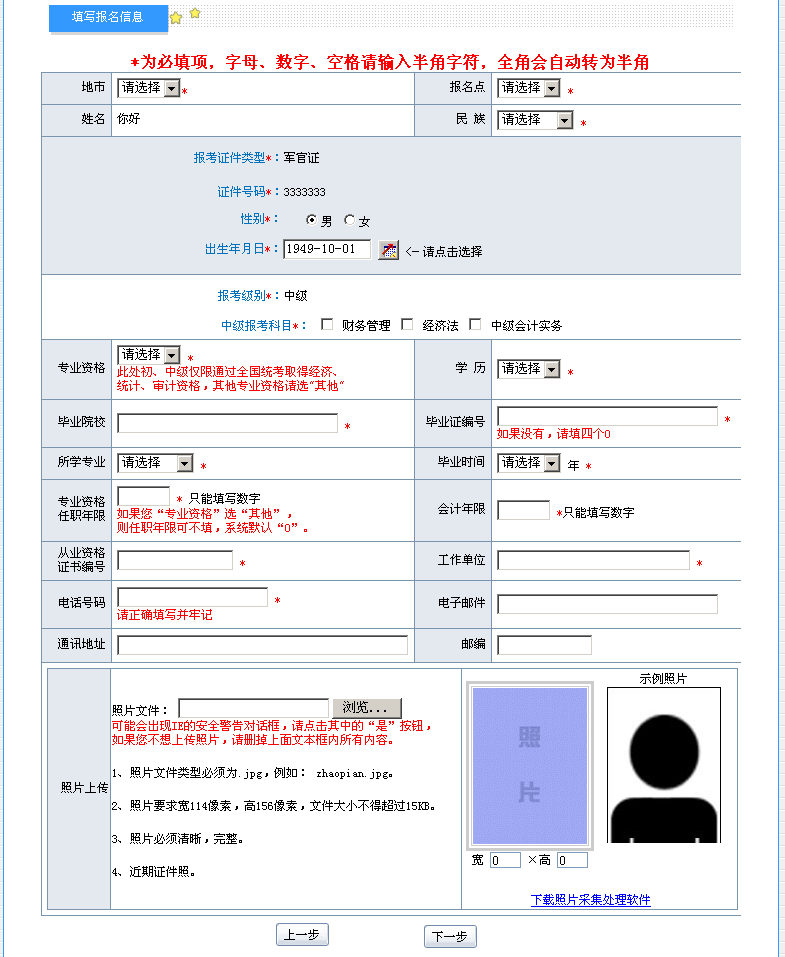 填写报名信息
*为必填项，字母、数字、空格请输入半角字符，全角会自动转为半角
地市 请选择 * 报名点 请选择 *
姓名 你好 民 族 请选择 *
报考证件类型*：军官证
证件号码*：3333333
性别*： 男 女
出生年月日*：1949-10-01 <-请点击选择
报考级别*：中级
中级报考科目*： 财务管理 经济法 中级会计实务
专业资格 请选择 *
此处初、中级仅限通过全国统考取得经济、
统计、审计资格，其他专业资格请选"其他"
学 历 请选择 *
毕业院校 * 毕业证编号 *
如果没有，请填四个0
所学专业 请选择 * 毕业时间 请选择 年 *
专业资格
任职年限
* 只能填写数字
如果您“专业资格”选“其他”，
则任职年限可不填，系统默认“0”。
会计年限 *只能填写数字
从业资格
证书编号
* 工作单位 *
电话号码 *
请正确填写并牢记
电子邮件
通讯地址 邮编
照片上传
照片文件： 浏览...
可能会出现IE的安全警告对话框，请点击其中的“是”按钮，
如果您不想上传照片，请删掉上面文本框内所有内容。
1、照片文件类型必须为.jpg，例如： zhaopian.jpg。
2、照片要求宽114像素，高156像素，文件大小不得超过15KB。
3、照片必须清晰，完整。
4、近期证件照。
照
片
示例照片
宽 0 ×高 0
下载照片采集处理软件
上一步 下一步